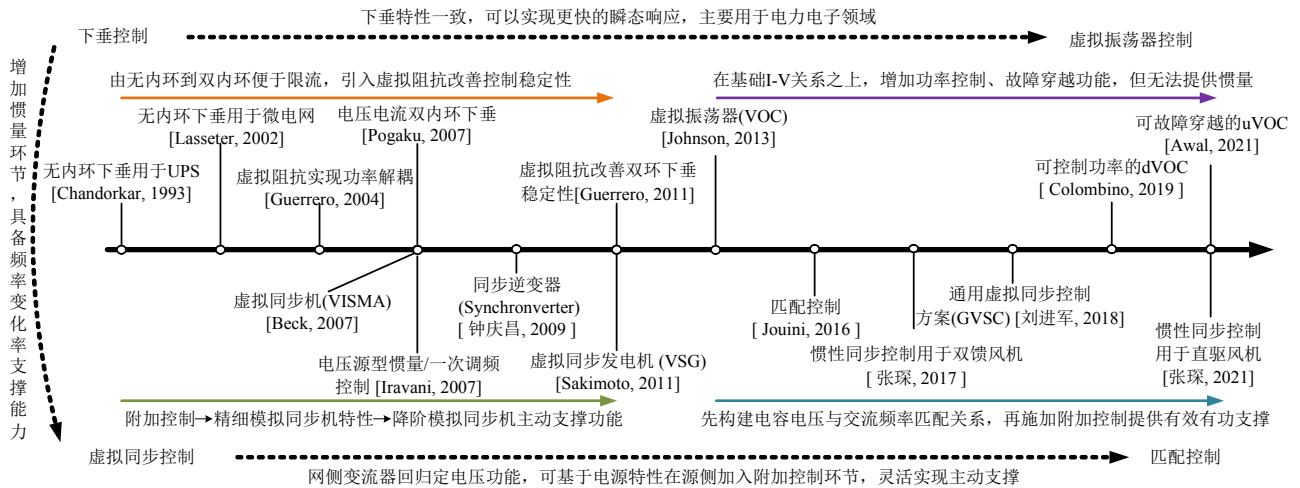 下垂特性一致，可以实现更快的瞬态响应，主要用于电力电子领域
下垂控制
虚拟振荡器控制
增加惯量环节，具备频率变化率支撑能力
由无内环到双内环便于限流，引入虚拟阻抗改善控制稳定性
在基础I-V关系之上，增加功率控制、故障穿越功能，但无法提供惯量
无内环下垂用于UPS
[Chandorkar, 1993]
无内环下垂用于微电网
[Lasseter, 2002]
虚拟阻抗实现功率解耦
[Guerrero, 2004]
电压电流双内环下垂
[Pogaku, 2007]
虚拟阻抗改善双环下垂
稳定性[Guerrero, 2011]
虚拟振荡器(VOC)
[Johnson, 2013]
可控制功率的dVOC
[ Colombino, 2019 ]
可故障穿越的uVOC
[Awal, 2021]
虚拟同步机(VISMA)
[Beck, 2007]
电压源型惯量/一次调频
控制 [Iravani, 2007]
同步逆变器
(Synchronverter)
[ 钟庆昌, 2009 ]
虚拟同步发电机 (VSG)
[Sakimoto, 2011]
匹配控制
[ Jouini, 2016 ]
惯性同步控制用于双馈风机
[ 张琛, 2017 ]
通用虚拟同步控制
方案(GVSC) [刘进军, 2018]
惯性同步控制
用于直驱风机
[张琛, 2021]
附加控制→精细模拟同步机特性→降阶模拟同步机主动支撑功能
先构建电容电压与交流频率匹配关系，再施加附加控制提供有效有功支撑
虚拟同步控制
匹配控制
网侧变流器回归定电压功能，可基于电源特性在源侧加入附加控制环节，灵活实现主动支撑